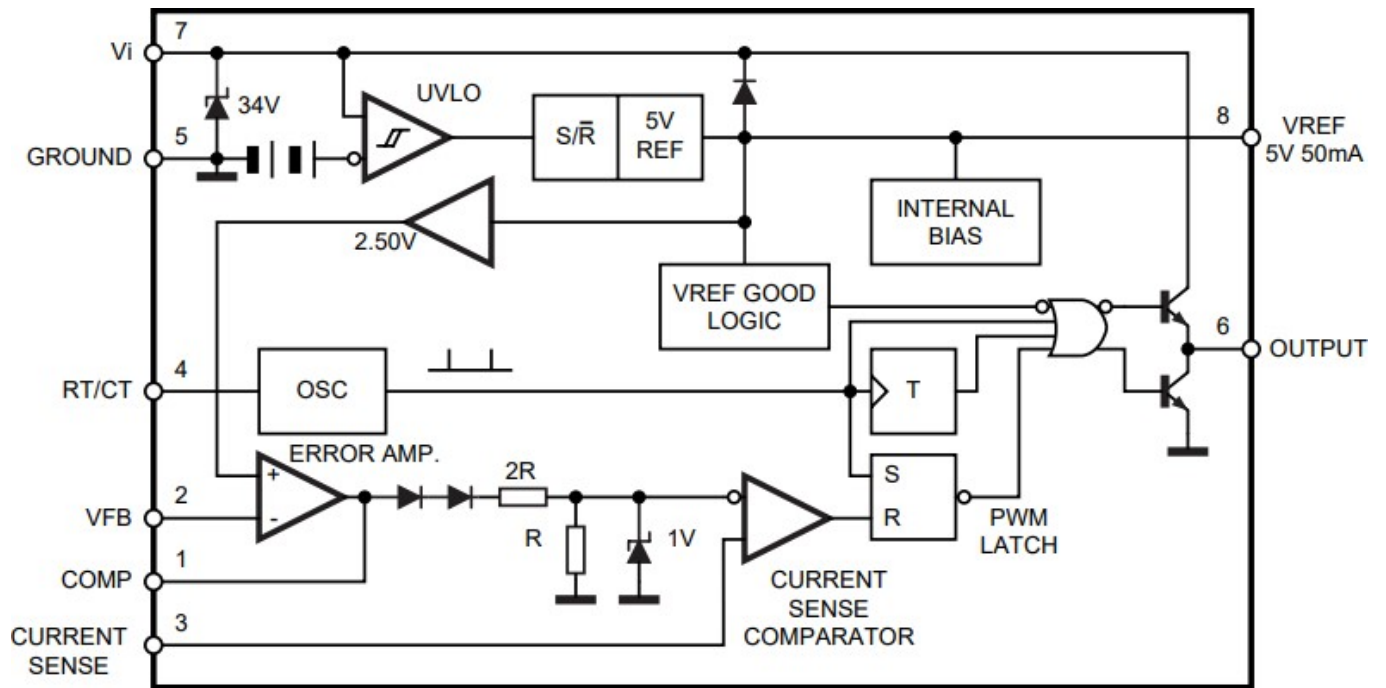 7
Vi
UVLO
34V
8
S/R̅
5V
REF
VREF
5V 50mA
5
GROUND
INTERNAL
BIAS
2.50V
VREF GOOD
LOGIC
6
OUTPUT
4
RT/CT
OSC
T
ERROR AMP.
+
-
2R
S
R
2
VFB
R
1V
PWM
LATCH
1
COMP
CURRENT
SENSE
COMPARATOR
3
CURRENT
SENSE